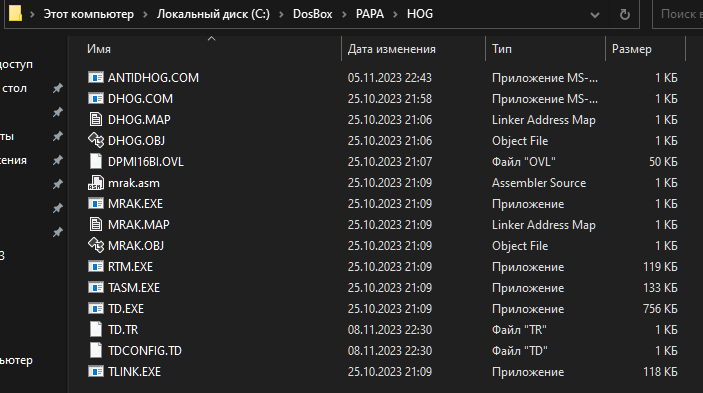 Этот компьютер › Локальный диск (C:) › DosBox › PAPA › HOG Поиск в
Имя Дата изменения Тип Размер
ANTIDHOG.COM 05.11.2023 22:43 Приложение MS-... 1 КБ
доступ
DHOG.COM 25.10.2023 21:58 Приложение MS-... 1 КБ
стол
DHOG.MAP 25.10.2023 21:06 Linker Address Map 1 КБ
ты
DHOG.OBJ 25.10.2023 21:06 Object File 1 КБ
жения
DPMI16BI.OVL 25.10.2023 21:07 Файл "OVL" 50 КБ
mrak.asm 25.10.2023 21:09 Assembler Source 1 КБ
MRAK.EXE 25.10.2023 21:09 Приложение 1 КБ
MRAK.MAP 25.10.2023 21:09 Linker Address Map 1 КБ
MRAK.OBJ 25.10.2023 21:09 Object File 1 КБ
З
RTM.EXE 25.10.2023 21:09 Приложение 119 КБ
TASM.EXE 25.10.2023 21:09 Приложение 133 КБ
TD.EXE 25.10.2023 21:09 Приложение 756 КБ
TD.TR 08.11.2023 22:30 Файл "TR" 1 КБ
TDCONFIG.TD 08.11.2023 22:30 Файл "TD" 1 КБ
ьютер
TLINK.EXE 25.10.2023 21:09 Приложение 118 КБ